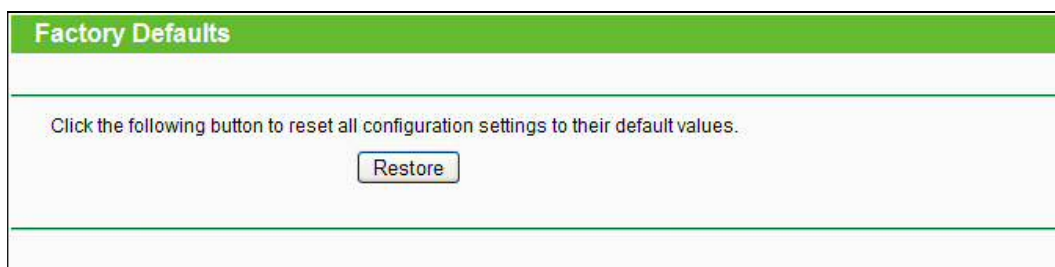 Factory Defaults
Click the following button to reset all configuration settings to their default values.
Restore